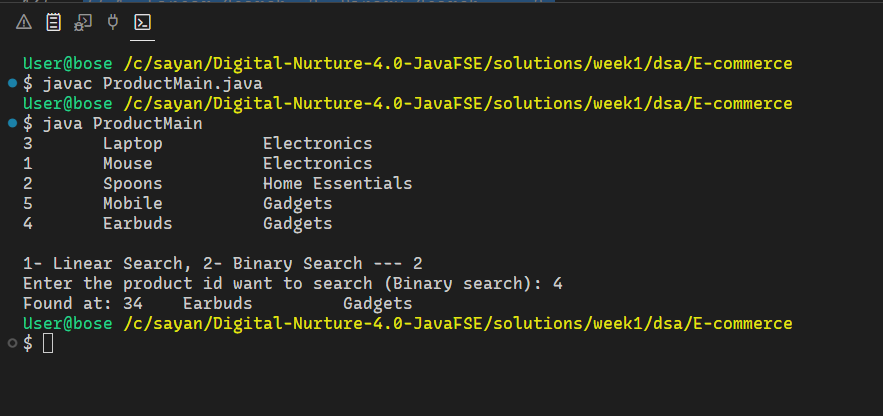 User@bose /c/sayan/Digital-Nurture-4.0-JavaFSE/solutions/week1/dsa/E-commerce
$ javac ProductMain.java
User@bose /c/sayan/Digital-Nurture-4.0-JavaFSE/solutions/week1/dsa/E-commerce
$ java ProductMain
3       Laptop          Electronics
1       Mouse           Electronics
2       Spoons          Home Essentials
5       Mobile          Gadgets
4       Earbuds         Gadgets
1- Linear Search, 2- Binary Search --- 2
Enter the product id want to search (Binary search): 4
Found at: 34    Earbuds         Gadgets
User@bose /c/sayan/Digital-Nurture-4.0-JavaFSE/solutions/week1/dsa/E-commerce
$